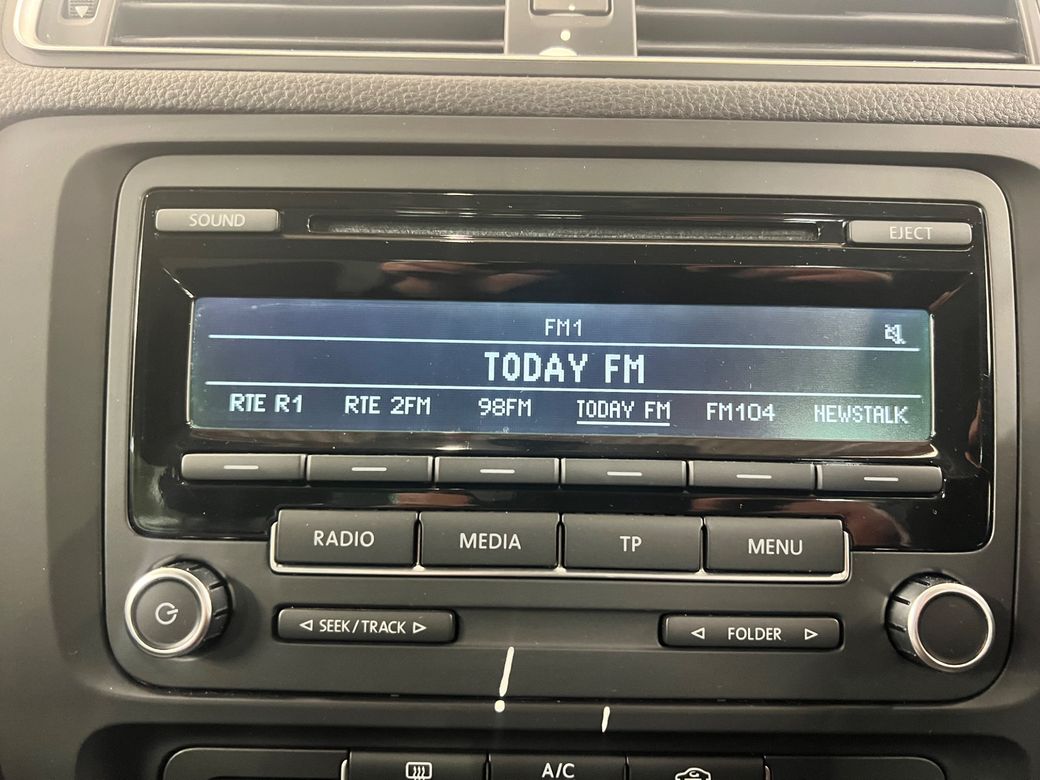 SOUND
EJECT
FM1
TODAY FM
RTE R1 RTE 2FM 98FM TODAY FM FM104 NEWSTALK
RADIO MEDIA TP MENU
SEEK/TRACK FOLDER
A/C